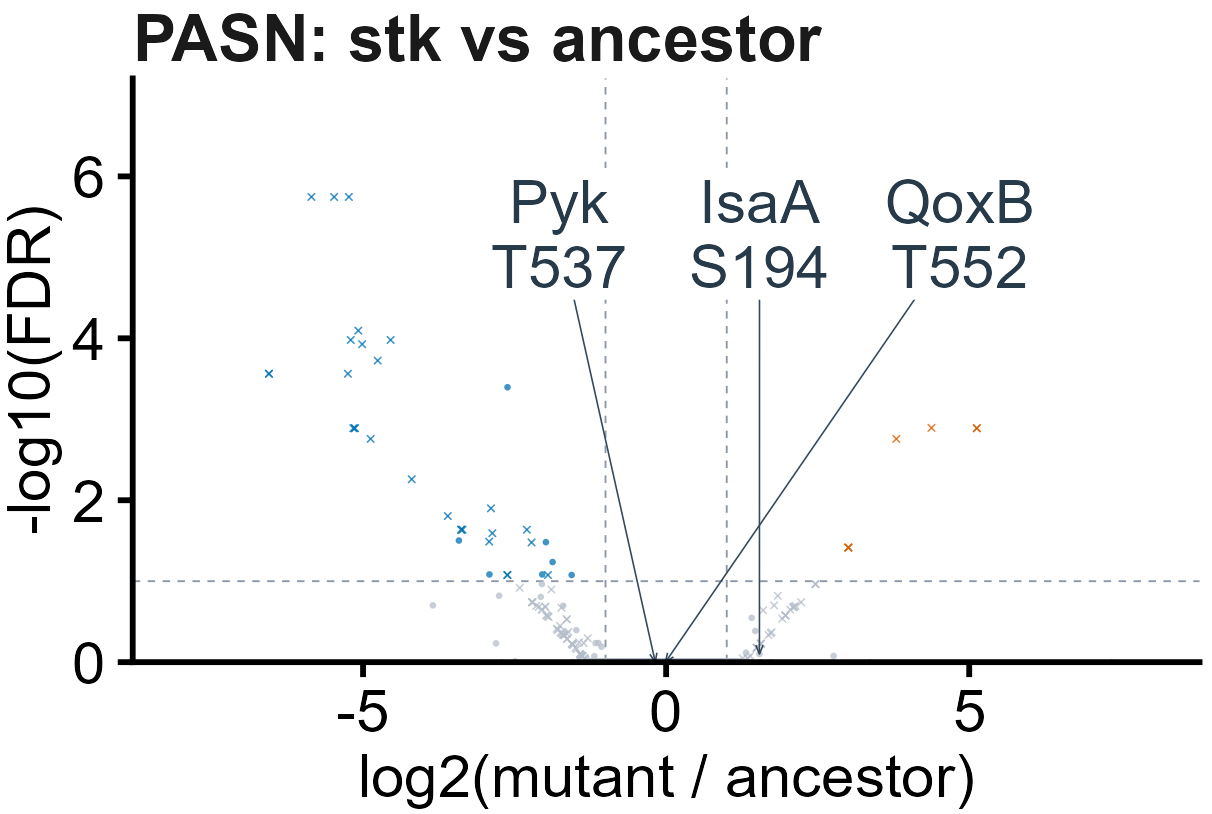 PASN: stk vs ancestor
-log10(FDR)
6
4
2
0
Pyk
T537
IsaA
S194
QoxB
T552
-5
0
5
log2(mutant / ancestor)